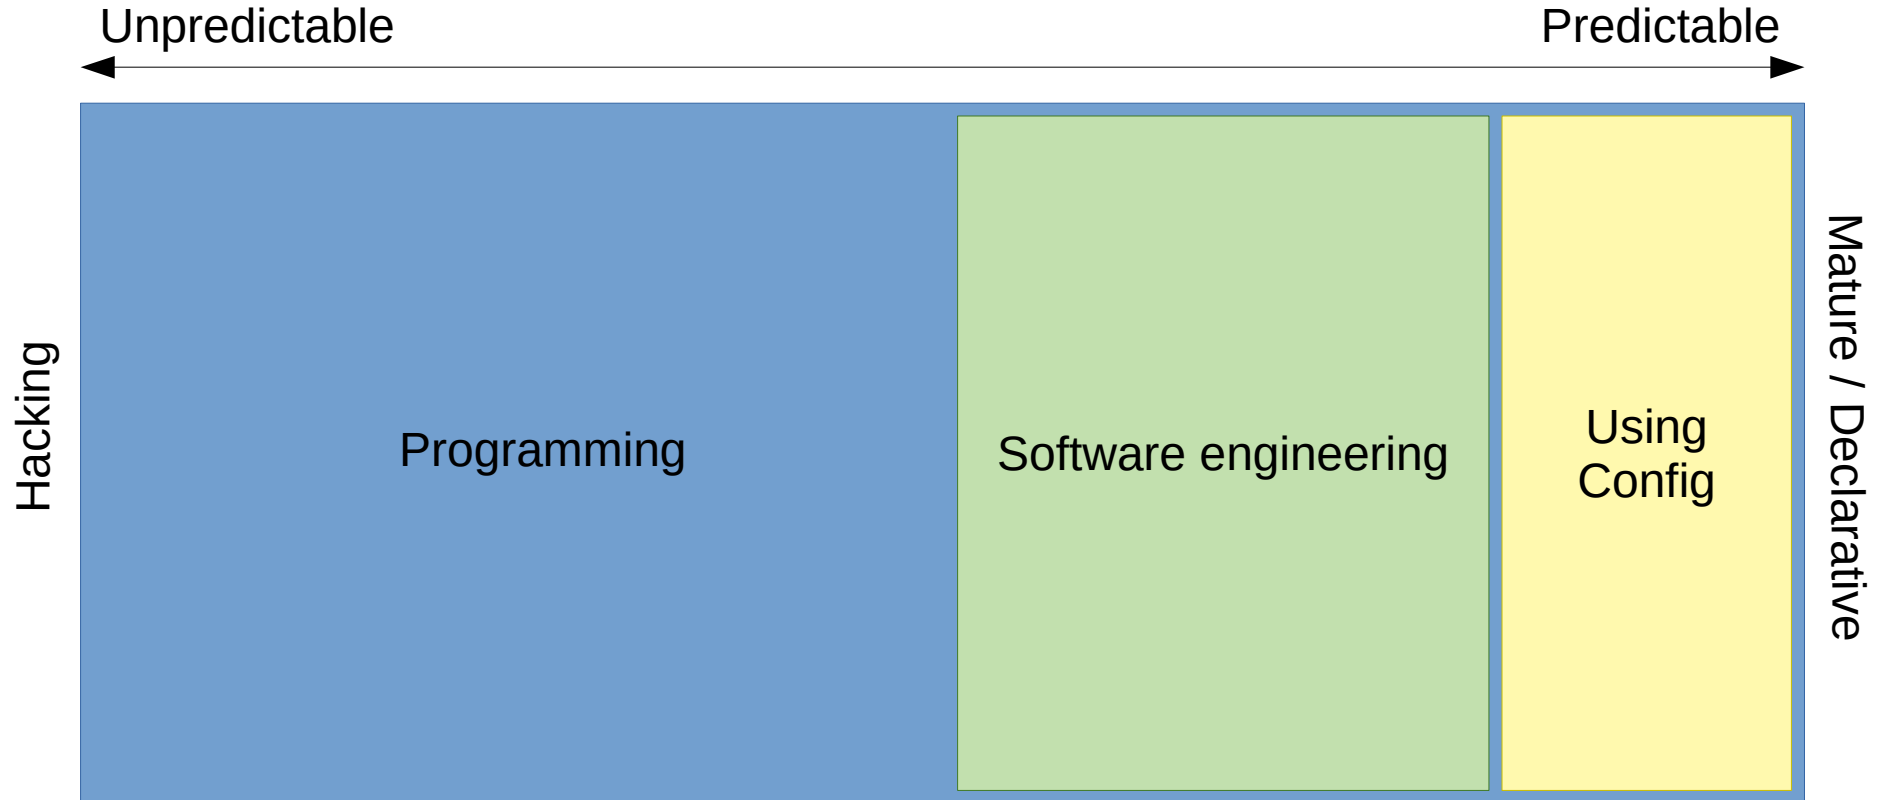 Unpredictable
Predictable
Hacking
Programming
Software engineering
Using
Config
Mature / Declarative